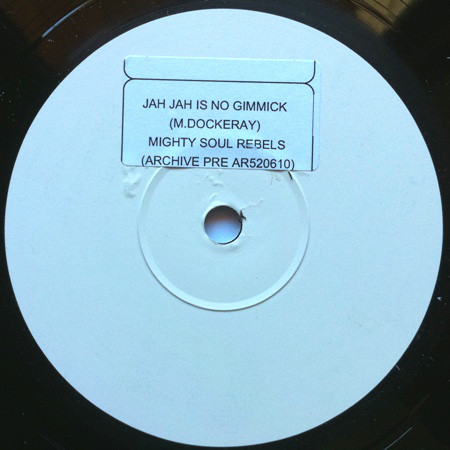 JAH JAH IS NO GIMMICK
(M.DOCKERAY)
MIGHTY SOUL REBELS
(ARCHIVE PRE AR520610)